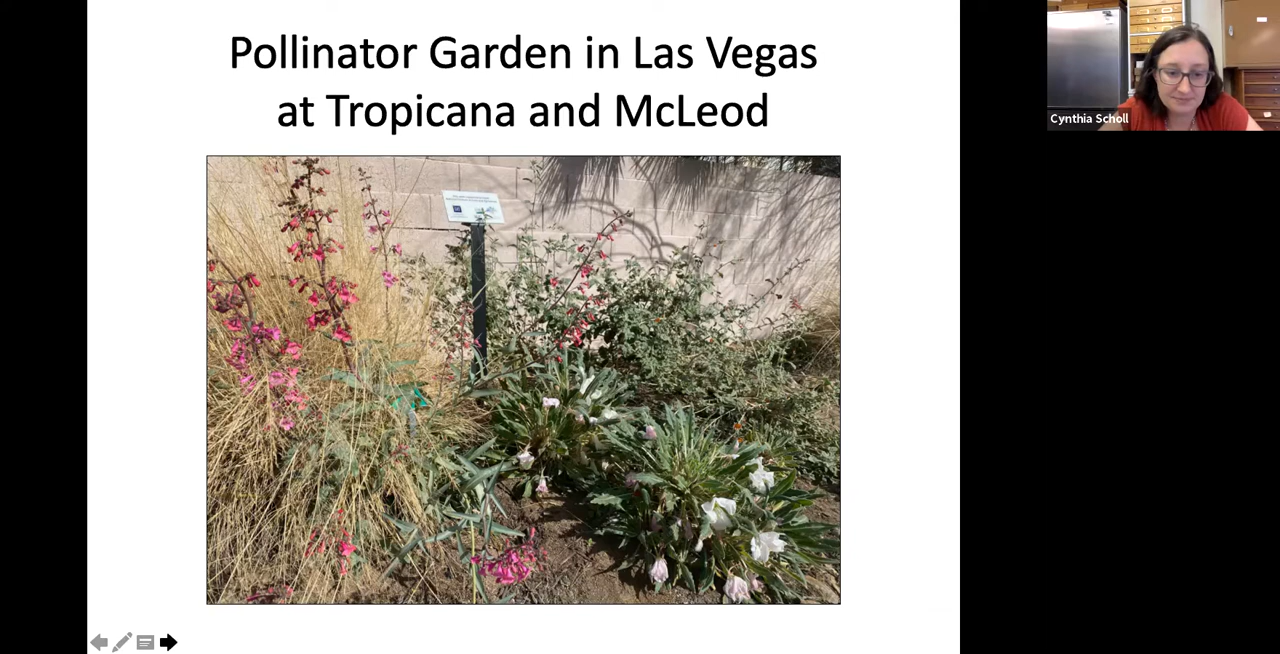 Pollinator Garden in Las Vegas
at Tropicana and McLeod
Cynthia Scholl